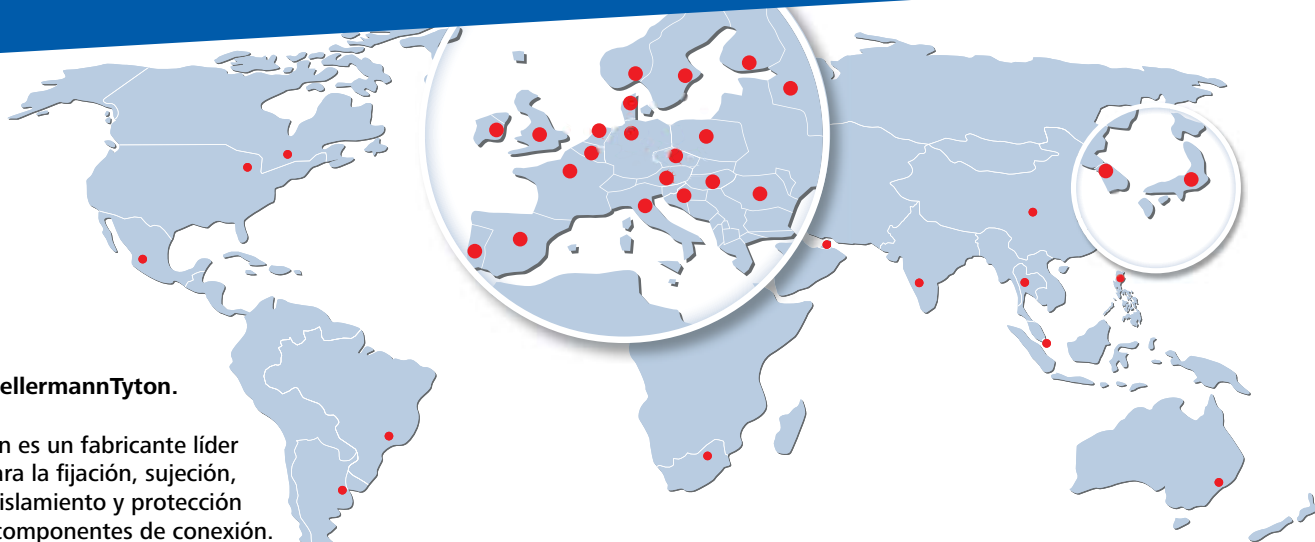 ellermannTyton.
n es un fabricante líder
ara la fijación, sujeción,
islamiento y protección
componentes de conexión.